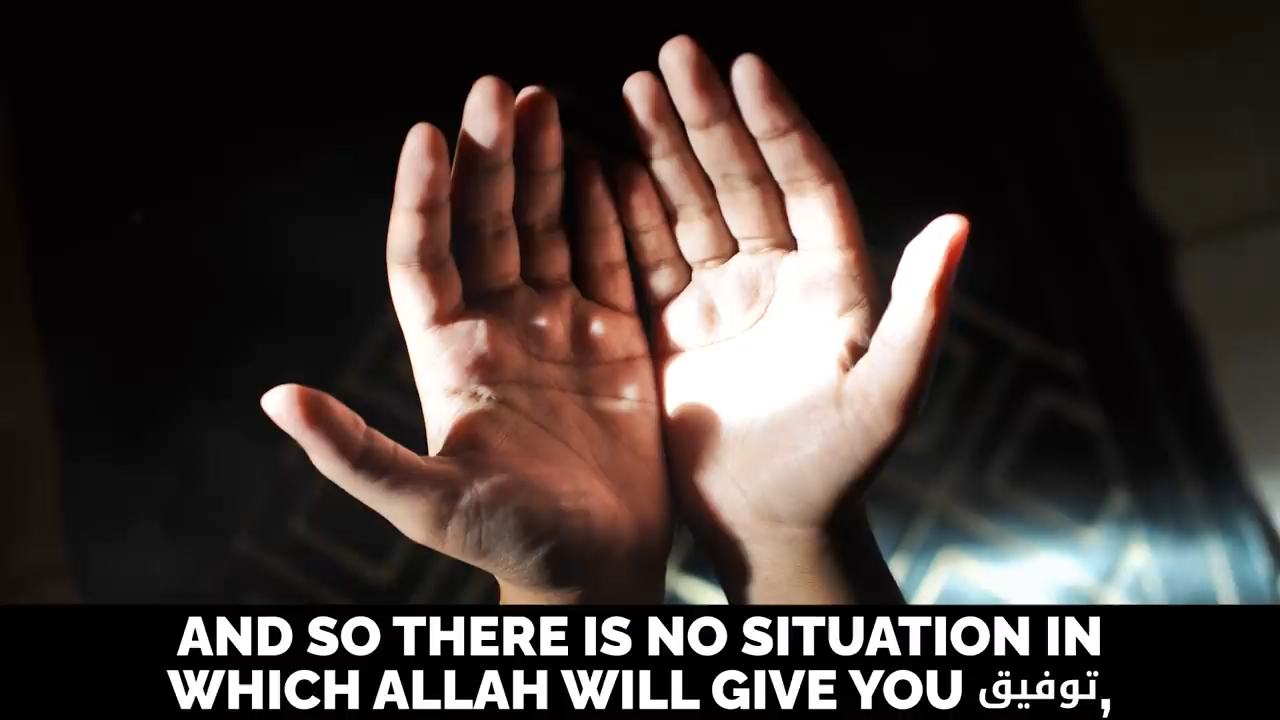 AND SO THERE IS NO SITUATION IN
WHICH ALLAH WILL GIVE YOU توفيق,